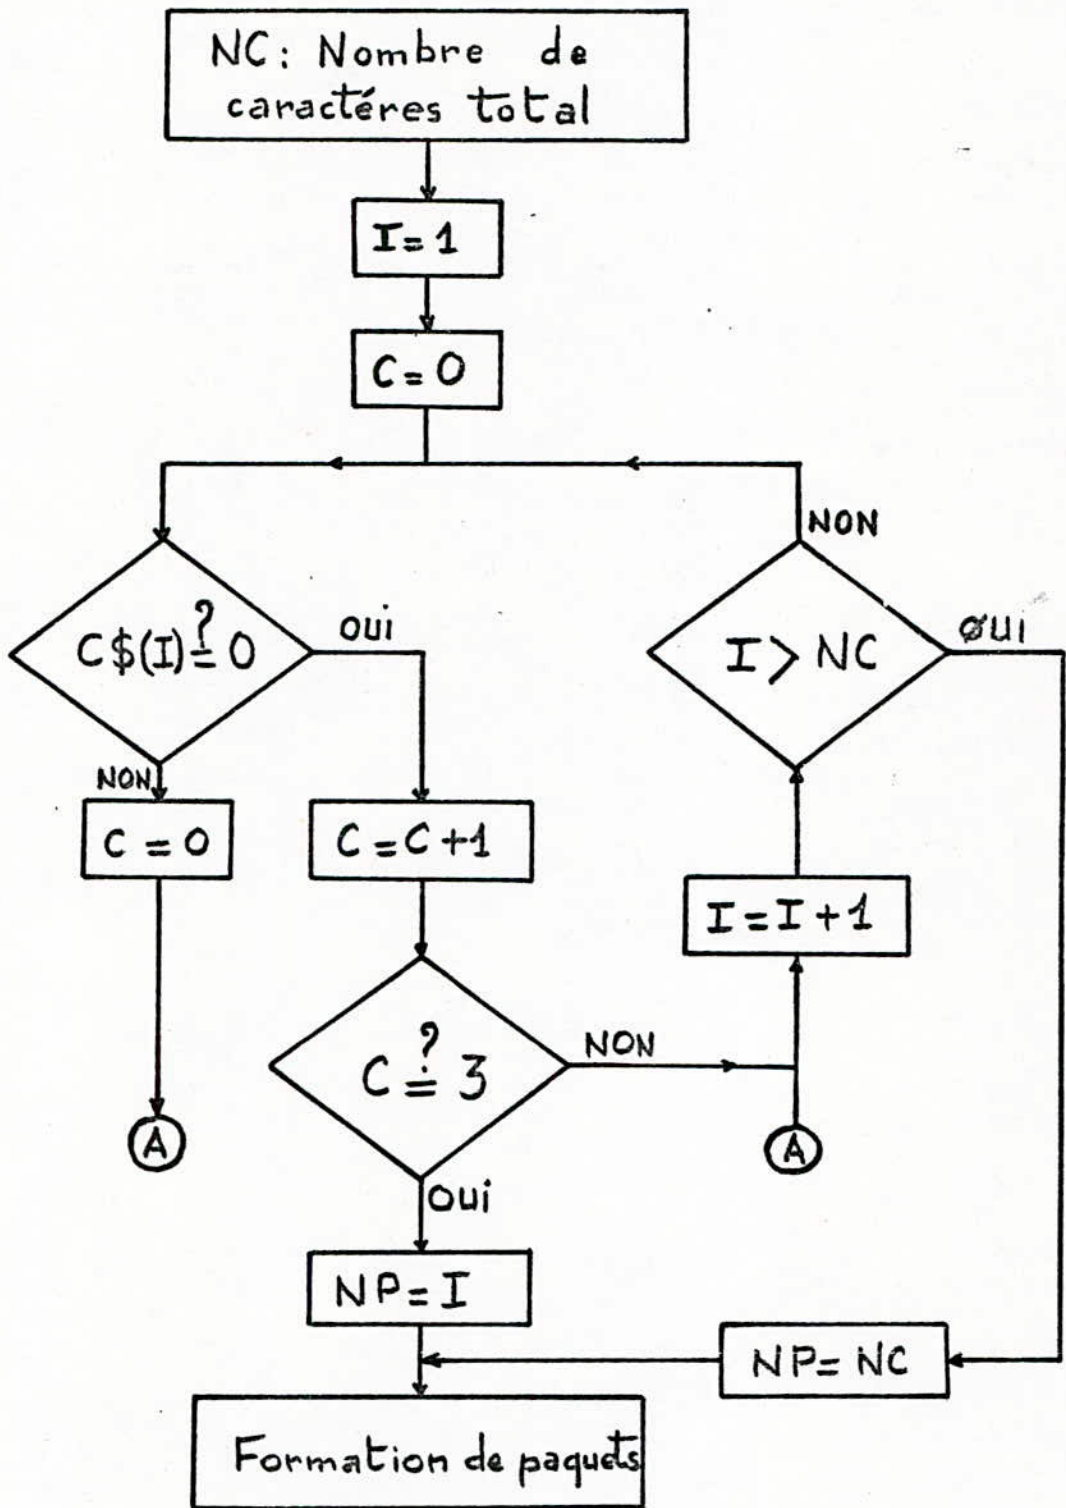 NC: Nombre de
caractéres total
I = 1
C = 0
NON
C$(I) ≟ 0
oui
I > NC
oui
NON
C = 0
C = C + 1
I = I + 1
C ≟ 3
NON
A
A
oui
NP = I
NP = NC
Formation de paquets